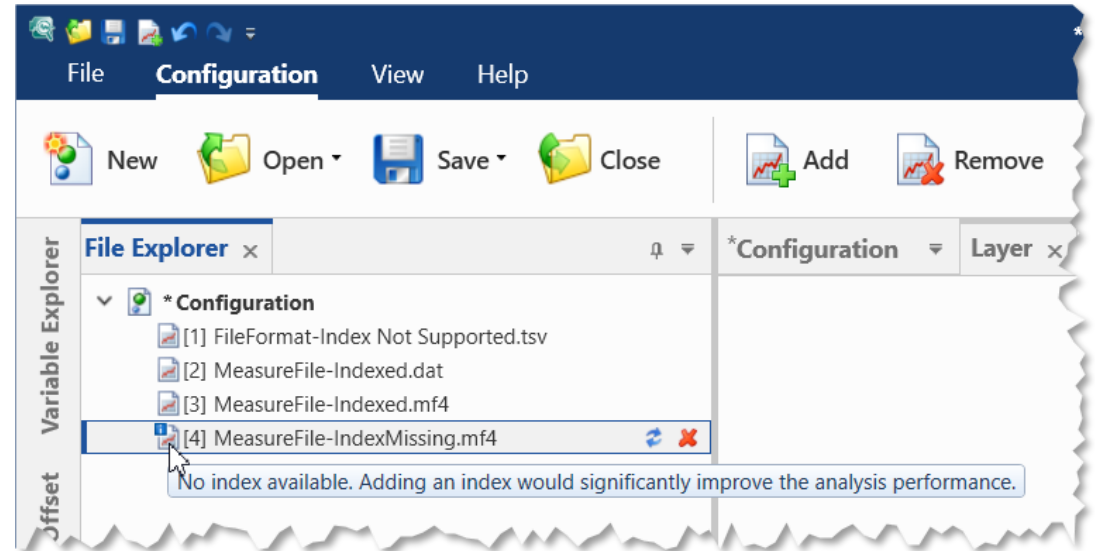 *
File Configuration View Help
New Open Save Close Add Remove
File Explorer
*Configuration Layer
Variable Explorer
Offset
* Configuration
[1] FileFormat-Index Not Supported.tsv
[2] MeasureFile-Indexed.dat
[3] MeasureFile-Indexed.mf4
[4] MeasureFile-IndexMissing.mf4
No index available. Adding an index would significantly improve the analysis performance.